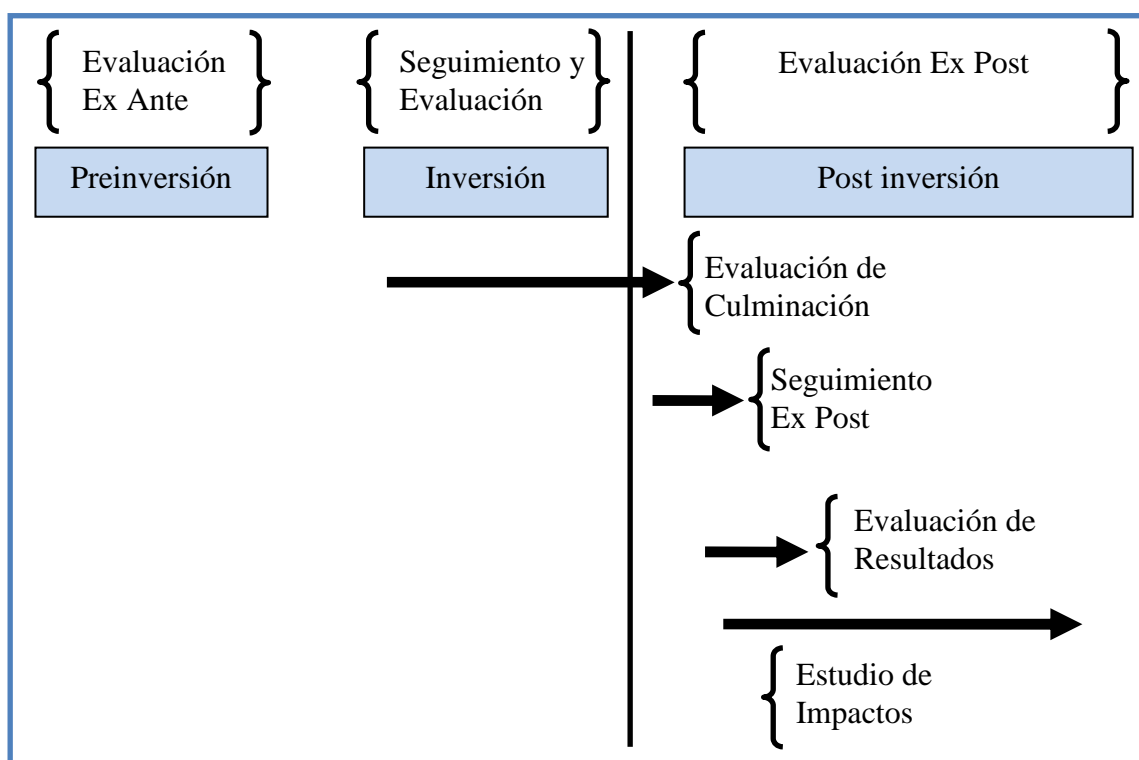 Evaluación
Ex Ante
Seguimiento y
Evaluación
Evaluación Ex Post
Preinversión
Inversión
Post inversión
Evaluación de
Culminación
Seguimiento
Ex Post
Evaluación de
Resultados
Estudio de
Impactos